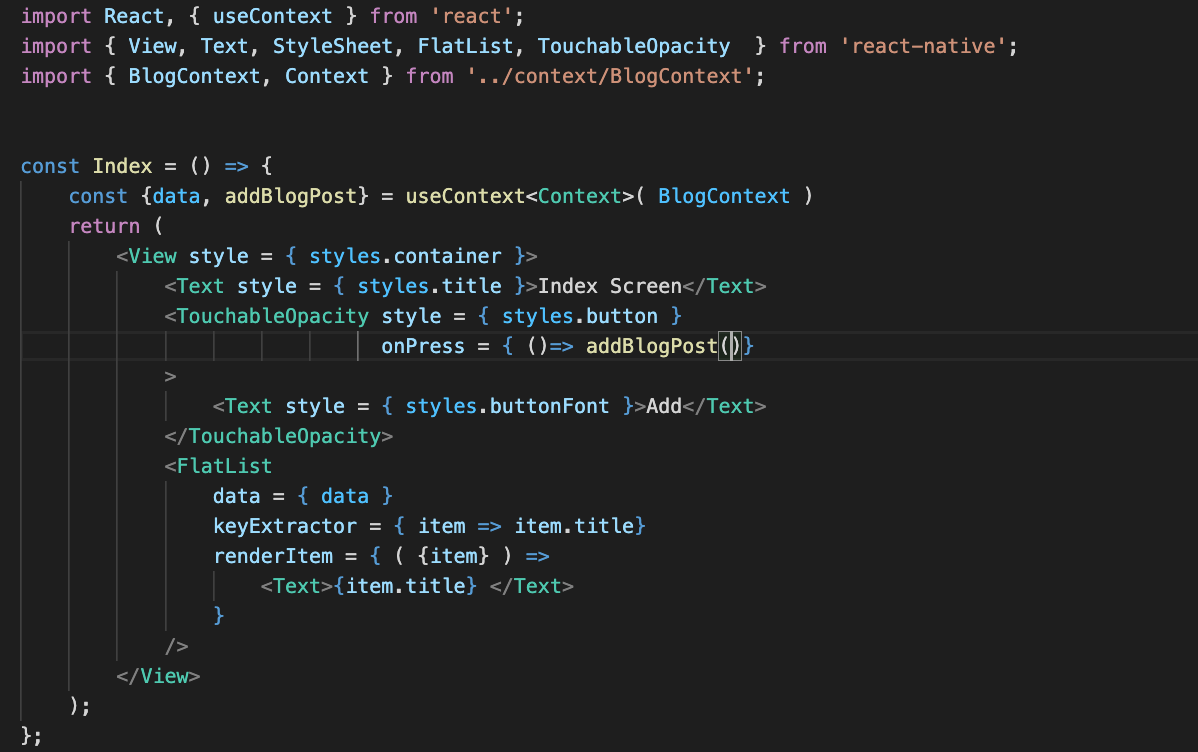 import React, { useContext } from 'react';
import { View, Text, StyleSheet, FlatList, TouchableOpacity  } from 'react-native';
import { BlogContext, Context } from '../context/BlogContext';
const Index = () => {
    const {data, addBlogPost} = useContext<Context>( BlogContext )
    return (
        <View style = { styles.container }>
            <Text style = { styles.title }>Index Screen</Text>
            <TouchableOpacity style = { styles.button }
                              onPress = { ()=> addBlogPost()}
            >
                <Text style = { styles.buttonFont }>Add</Text>
            </TouchableOpacity>
            <FlatList
                data = { data }
                keyExtractor = { item => item.title}
                renderItem = { ( {item} ) =>
                    <Text>{item.title} </Text>
                }
            />
        </View>
    );
};